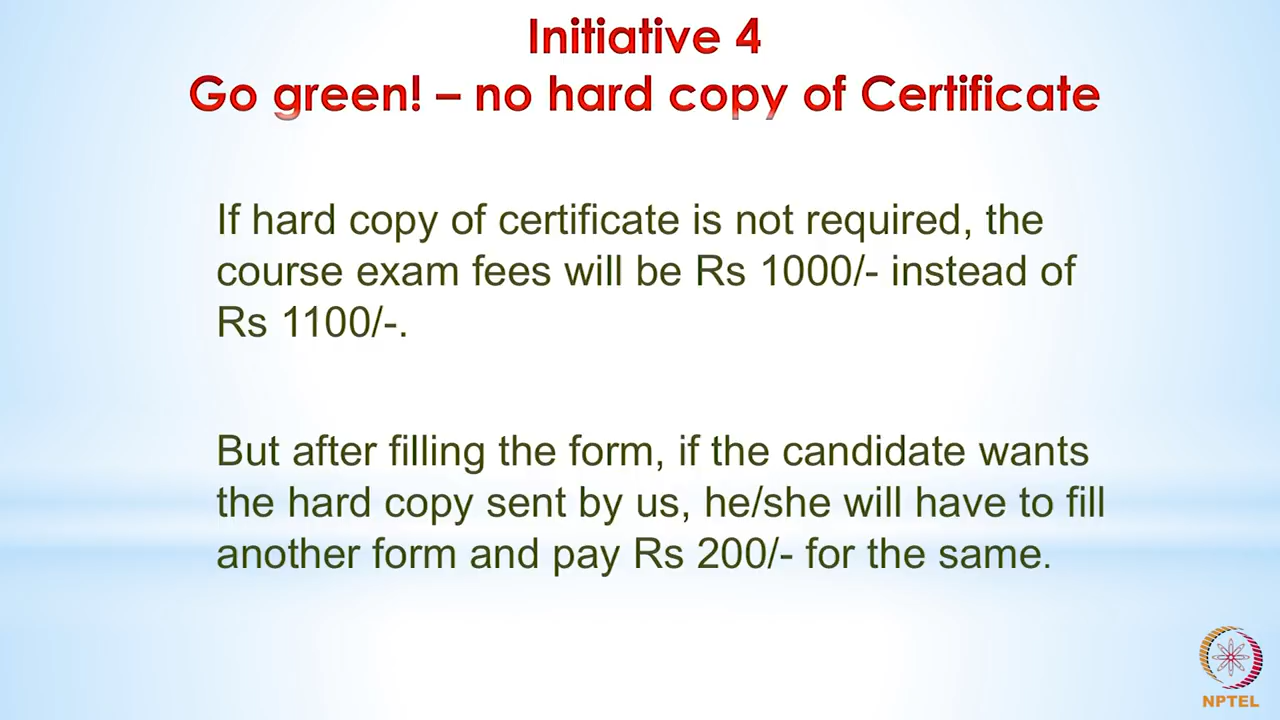 Initiative 4
Go green! – no hard copy of Certificate
If hard copy of certificate is not required, the
course exam fees will be Rs 1000/- instead of
Rs 1100/-.
But after filling the form, if the candidate wants
the hard copy sent by us, he/she will have to fill
another form and pay Rs 200/- for the same.
NPTEL